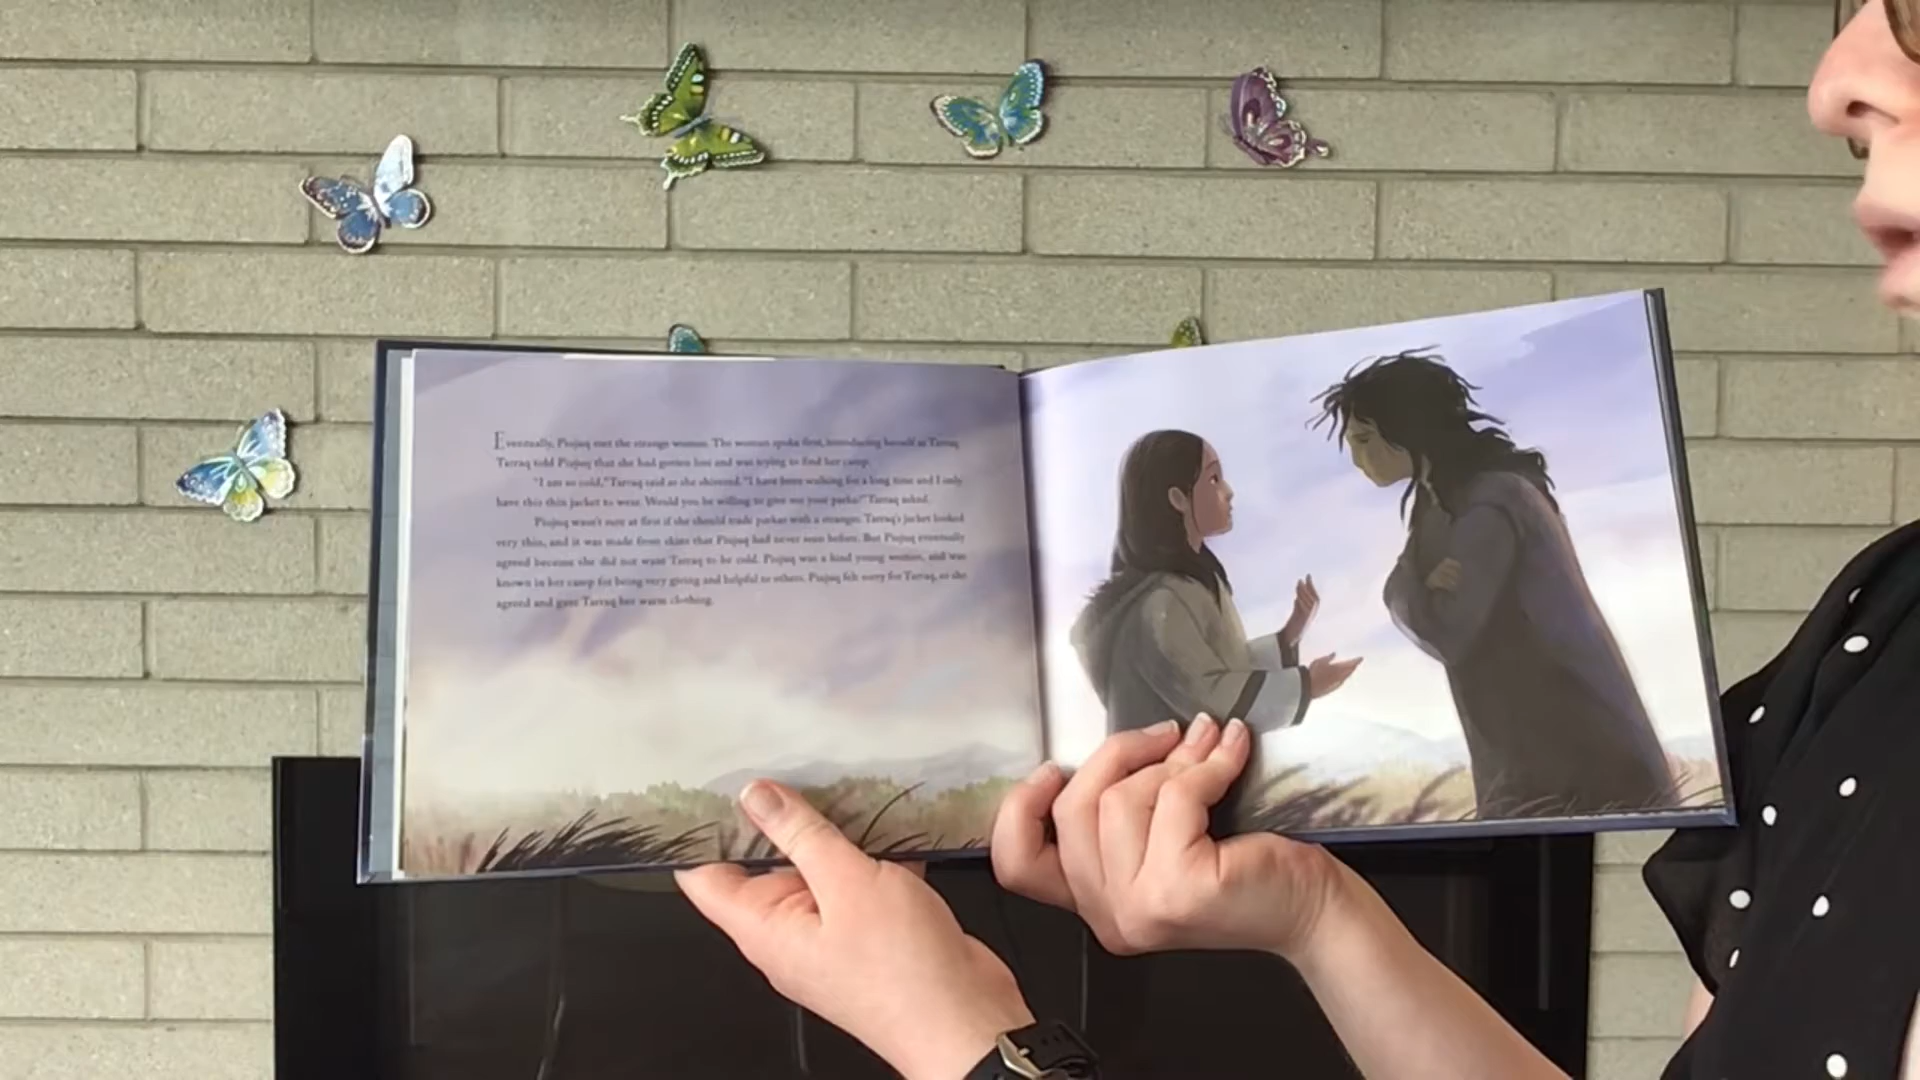 Eventually, Piujuq met the strange woman. The woman spoke first, introducing herself as Tarraq.
Tarraq told Piujuq that she had gotten lost and was trying to find her camp.
"I am so cold," Tarraq said as she shivered. "I have been walking for a long time and I only
have this thin jacket to wear. Would you be willing to give me your parka?" Tarraq asked.
Piujuq wasn't sure at first if she should trade parkas with a stranger. Tarraq's jacket looked
very thin, and it was made from skins that Piujuq had never seen before. But Piujuq eventually
agreed because she did not want Tarraq to be cold. Piujuq was a kind young woman, and was
known in her camp for being very giving and helpful to others. Piujuq felt sorry for Tarraq, so she
agreed and gave Tarraq her warm clothing.